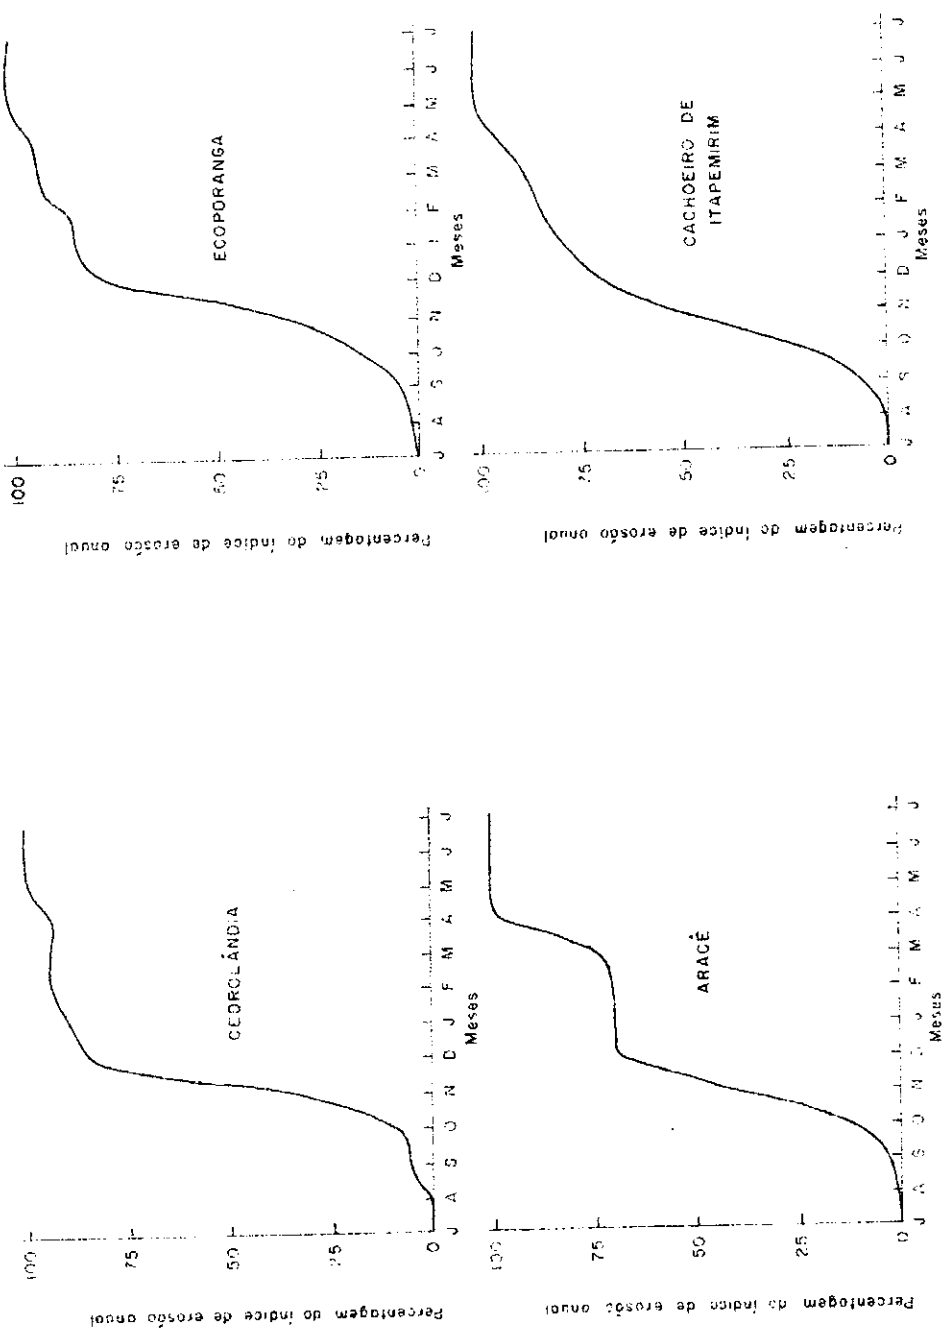 CEDROLÂNDIA
Percentagem do índice de erosão anual
100
75
50
25
0
J A S O N D J F M A M J J
Meses
ECOPORANGA
Percentagem do índice de erosão anual
100
75
50
25
0
J A S O N D J F M A M J J
Meses
ARACÊ
Percentagem do índice de erosão anual
100
75
50
25
0
J A S O N D J F M A M J J
Meses
CACHOEIRO DE
ITAPEMIRIM
Percentagem do índice de erosão anual
100
75
50
25
0
J A S O N D J F M A M J J
Meses